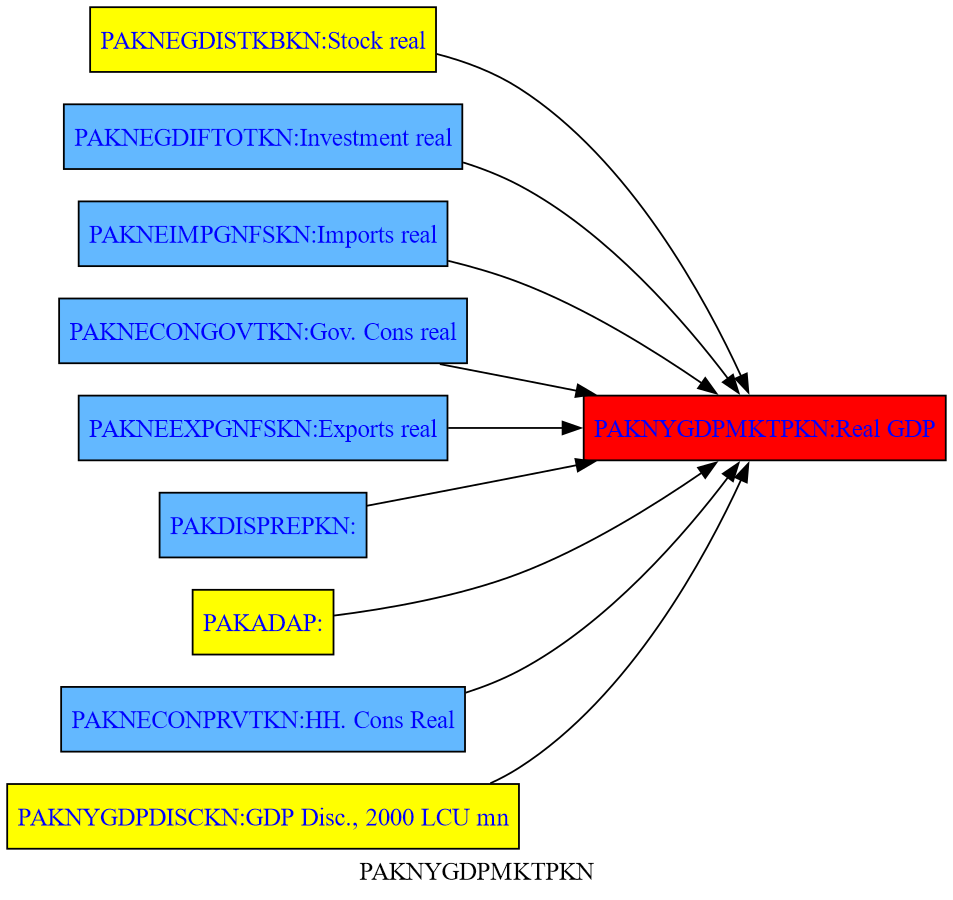 PAKNEGDISTKBKN:Stock real
PAKNEGDIFTOTKN:Investment real
PAKNEIMPGNFSKN:Imports real
PAKNECONGOVTKN:Gov. Cons real
PAKNEEXPGNFSKN:Exports real
PAKNYGDPMKTPKN:Real GDP
PAKDISPREPKN:
PAKADAP:
PAKNECONPRVTKN:HH. Cons Real
PAKNYGDPDISCKN:GDP Disc., 2000 LCU mn
PAKNYGDPMKTPKN